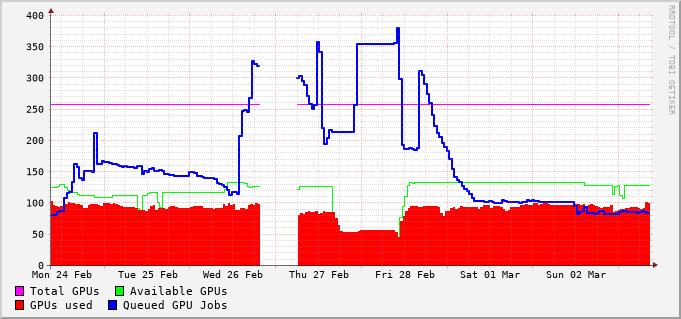 400
350
300
250
200
150
100
50
0
Mon 24 Feb Tue 25 Feb Wed 26 Feb Thu 27 Feb Fri 28 Feb Sat 01 Mar Sun 02 Mar
Total GPUs Available GPUs
GPUs used Queued GPU Jobs
RRDTOOL / TOBI OETIKER